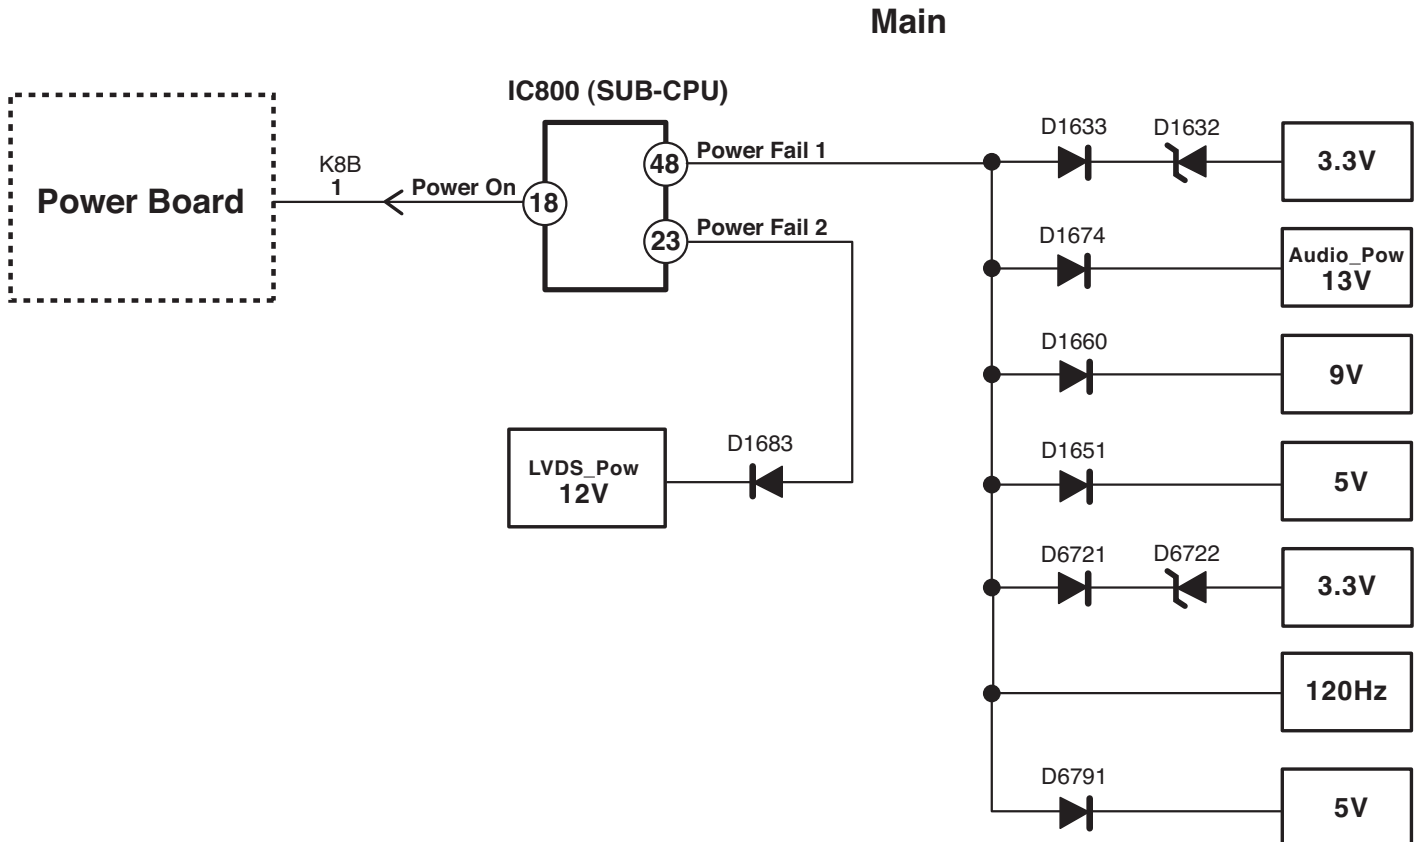 Main
IC800 (SUB-CPU)
Power Board
K8B
1
Power On
18
48
Power Fail 1
23
Power Fail 2
LVDS_Pow
12V
D1683
D1633
D1632
3.3V
D1674
Audio_Pow
13V
D1660
9V
D1651
5V
D6721
D6722
3.3V
120Hz
D6791
5V